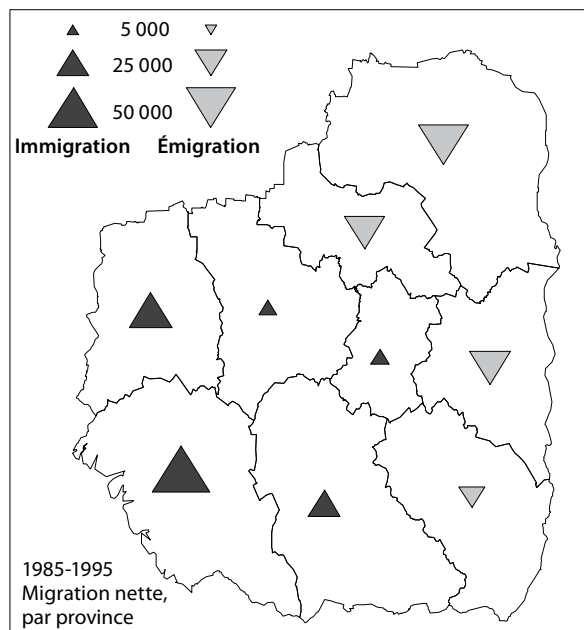 5 000
25 000
50 000
Immigration Émigration
1985-1995
Migration nette,
par province